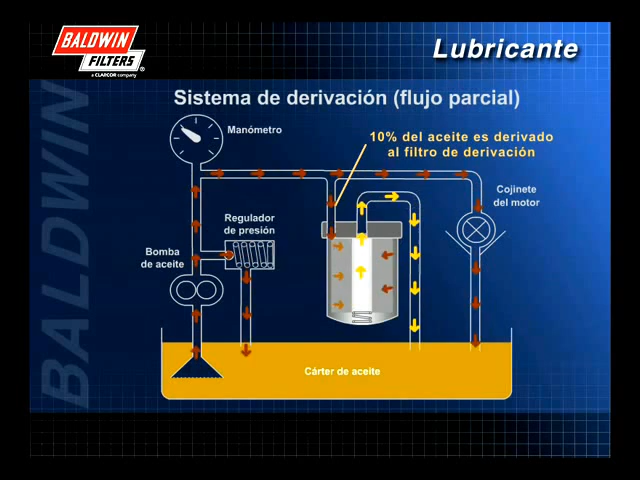 BALDWIN
FILTERS
®
a CLARCOR company
Lubricante
BALDWIN
Sistema de derivación (flujo parcial)
Manómetro
10% del aceite es derivado
al filtro de derivación
Cojinete
del motor
Regulador
de presión
Bomba
de aceite
Cárter de aceite